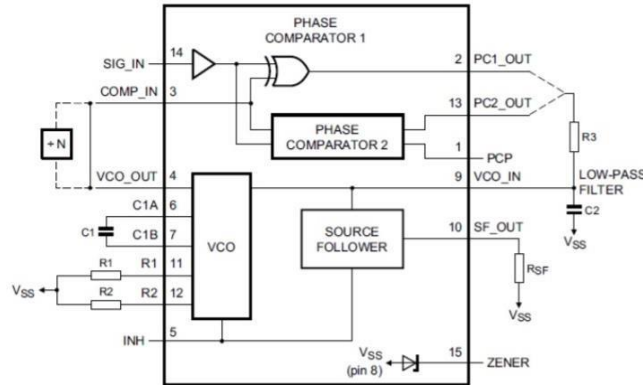 PHASE
COMPARATOR 1
14
SIG_IN
2 PC1_OUT
COMP_IN 3
13 PC2_OUT
÷ N
PHASE
COMPARATOR 2
R3
1
PCP
VCO_OUT 4
9 VCO_IN
LOW-PASS
FILTER
C1A 6
C2
C1
C1B 7
VCO
SOURCE
FOLLOWER
10 SF_OUT
VSS
R1 R1 11
VSS
RSF
R2 R2 12
INH 5
VSS
VSS
(pin 8)
15
ZENER